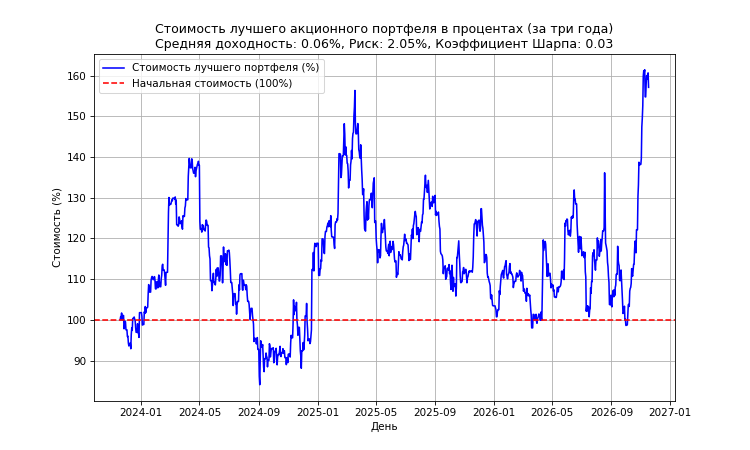 Стоимость лучшего акционного портфеля в процентах (за три года)
Средняя доходность: 0.06%, Риск: 2.05%, Коэффициент Шарпа: 0.03
Стоимость лучшего портфеля (%)
Начальная стоимость (100%)
Стоимость (%)
160
150
140
130
120
110
100
90
2024-01 2024-05 2024-09 2025-01 2025-05 2025-09 2026-01 2026-05 2026-09 2027-01
День